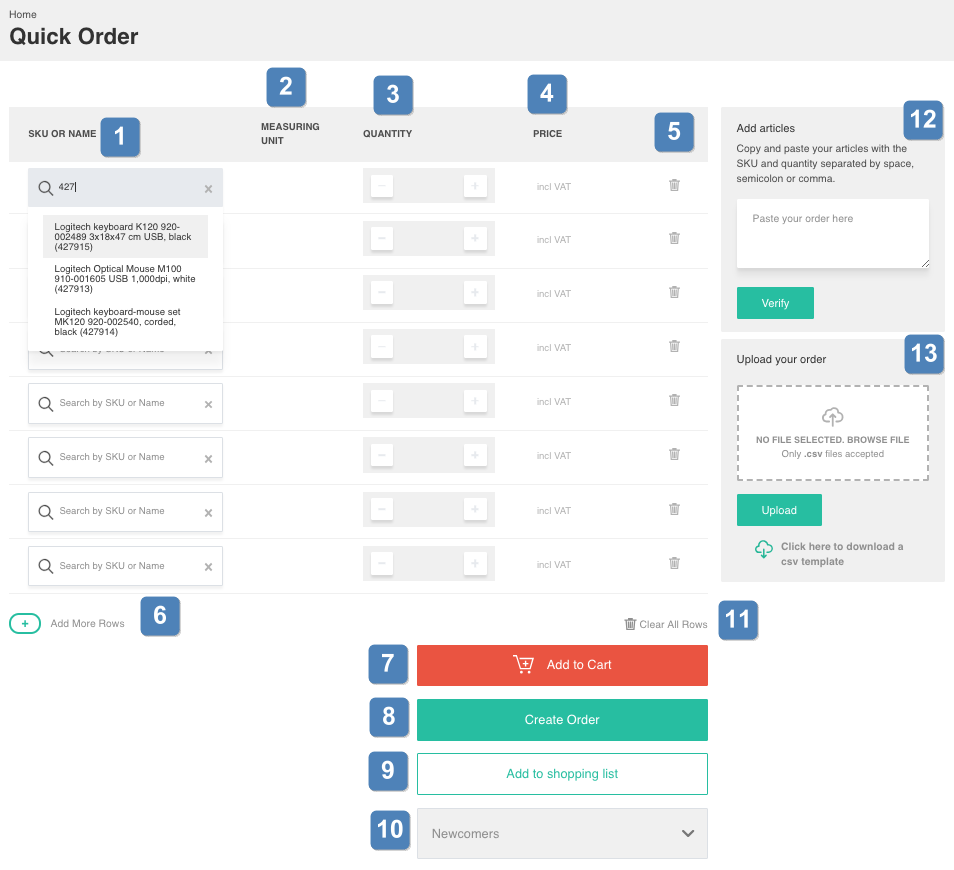 Home
Quick Order
2
3
4
SKU OR NAME
1
MEASURING
UNIT
QUANTITY
PRICE
5
427
x
−
+
incl VAT
Logitech keyboard K120 920-
002489 3x18x47 cm USB, black
(427915)
Logitech Optical Mouse M100
910-001605 USB 1,000dpi, white
(427913)
Logitech keyboard-mouse set
MK120 920-002540, corded,
black (427914)
−
+
incl VAT
−
+
incl VAT
Search by SKU or Name
x
−
+
incl VAT
Search by SKU or Name
x
−
+
incl VAT
Search by SKU or Name
x
−
+
incl VAT
Search by SKU or Name
x
−
+
incl VAT
Search by SKU or Name
x
−
+
incl VAT
+
Add More Rows
6
Clear All Rows
11
7
Add to Cart
8
Create Order
9
Add to shopping list
10
Newcomers
12
Add articles
Copy and paste your articles with the
SKU and quantity separated by space,
semicolon or comma.
Paste your order here
Verify
13
Upload your order
NO FILE SELECTED. BROWSE FILE
Only .csv files accepted
Upload
Click here to download a
csv template